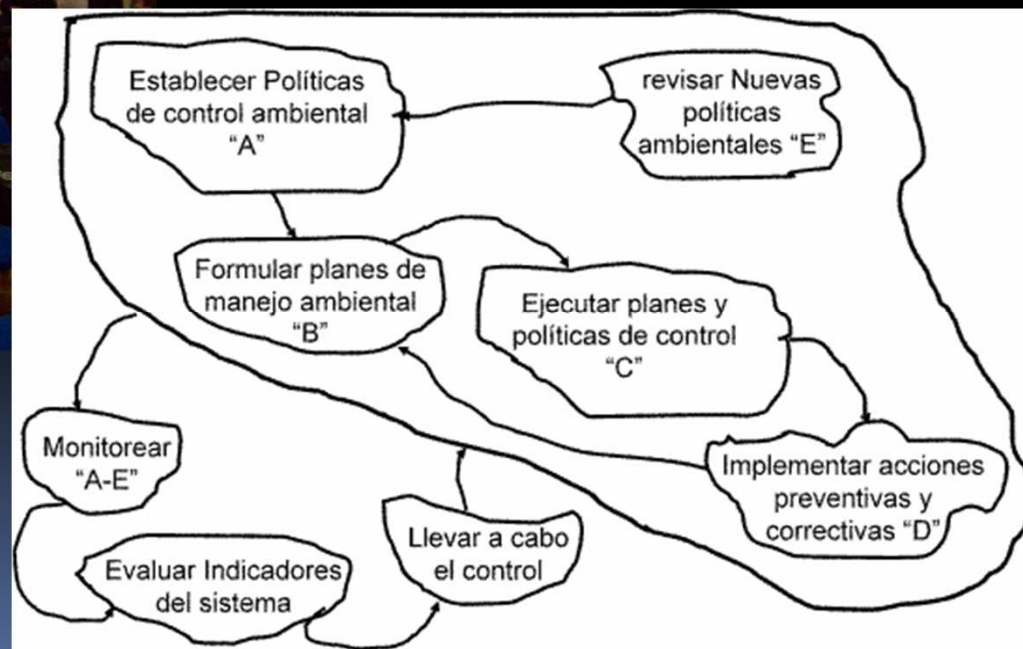 Establecer Políticas
de control ambiental
“A”
revisar Nuevas
políticas
ambientales “E”
Formular planes de
manejo ambiental
“B”
Ejecutar planes y
políticas de control
“C”
Implementar acciones
preventivas y
correctivas “D”
Monitorear
“A-E”
Evaluar Indicadores
del sistema
Llevar a cabo
el control